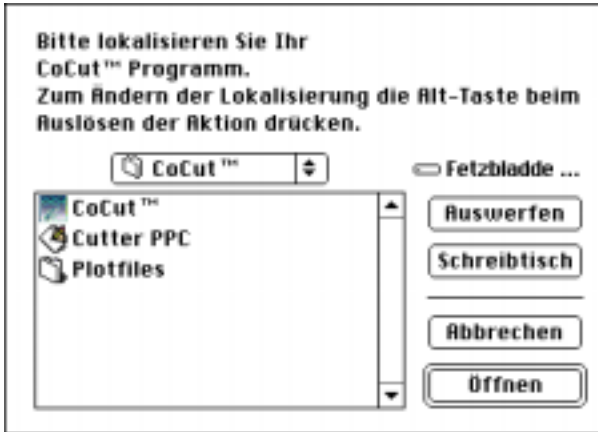 Bitte lokalisieren Sie Ihr
CoCut™ Programm.
Zum Ändern der Lokalisierung die Alt-Taste beim
Auslösen der Aktion drücken.
CoCut™
Fetzbladde ...
CoCut™
Cutter PPC
Plotfiles
Auswerfen
Schreibtisch
Abbrechen
Öffnen